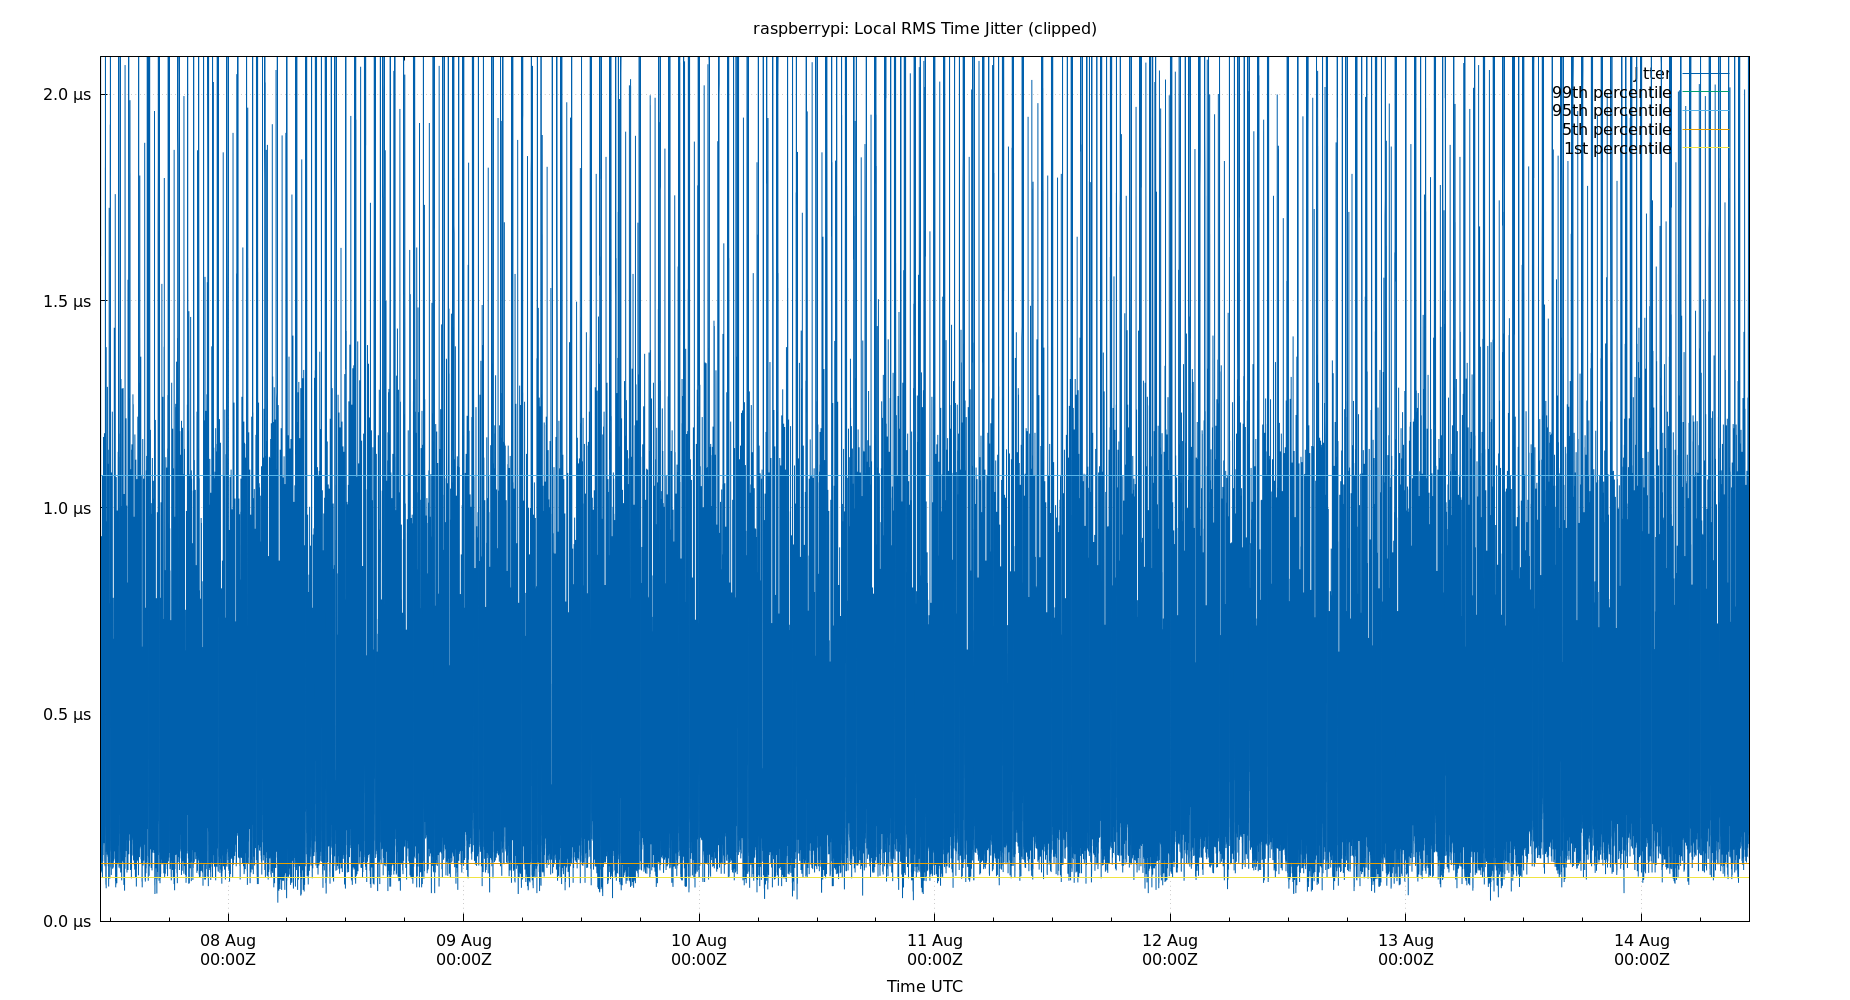 raspberrypi: Local RMS Time Jitter (clipped)
jitter
99th percentile
95th percentile
5th percentile
1st percentile
2.0 µs
1.5 µs
1.0 µs
0.5 µs
0.0 µs
08 Aug 09 Aug 10 Aug 11 Aug 12 Aug 13 Aug 14 Aug
00:00Z 00:00Z 00:00Z 00:00Z 00:00Z 00:00Z 00:00Z
Time UTC